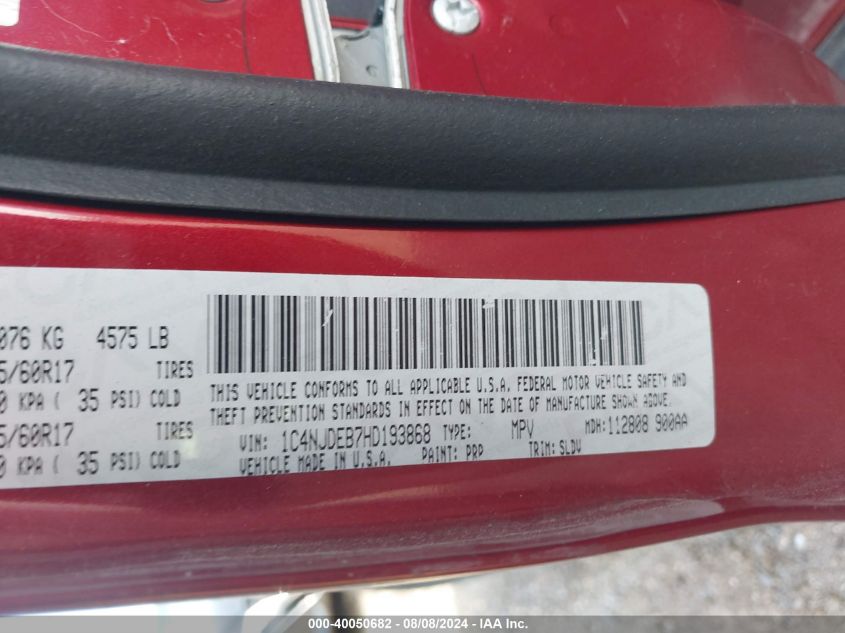 076 KG 4575 LB
5/60R17 TIRES
0 KPA ( 35 PSI) COLD
5/60R17 TIRES
0 KPA ( 35 PSI) COLD
THIS VEHICLE CONFORMS TO ALL APPLICABLE U.S.A. FEDERAL MOTOR VEHICLE SAFETY AND
THEFT PREVENTION STANDARDS IN EFFECT ON THE DATE OF MANUFACTURE SHOWN ABOVE.
VIN: 1C4NJDEB7HD193868 TYPE: MPV MDH:112808 900AA
VEHICLE MADE IN U.S.A. PAINT: PRP TRIM: SLDV
000-40050682 - 08/08/2024 - IAA Inc.